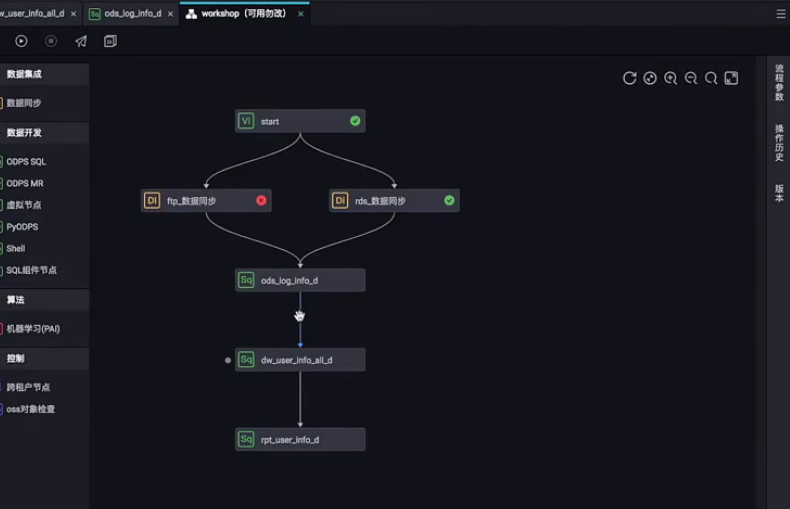 w_user_info_all_d × ods_log_info_d × workshop（可用勿改） ×
数据集成
数据同步
数据开发
ODPS SQL
ODPS MR
虚拟节点
PyODPS
Shell
SQL组件节点
算法
机器学习(PAI)
控制
跨租户节点
oss对象检查
Vi start
Di ftp_数据同步
Di rds_数据同步
Sq ods_log_info_d
Sq dw_user_info_all_d
Sq rpt_user_info_d
流程参数
操作历史
版本